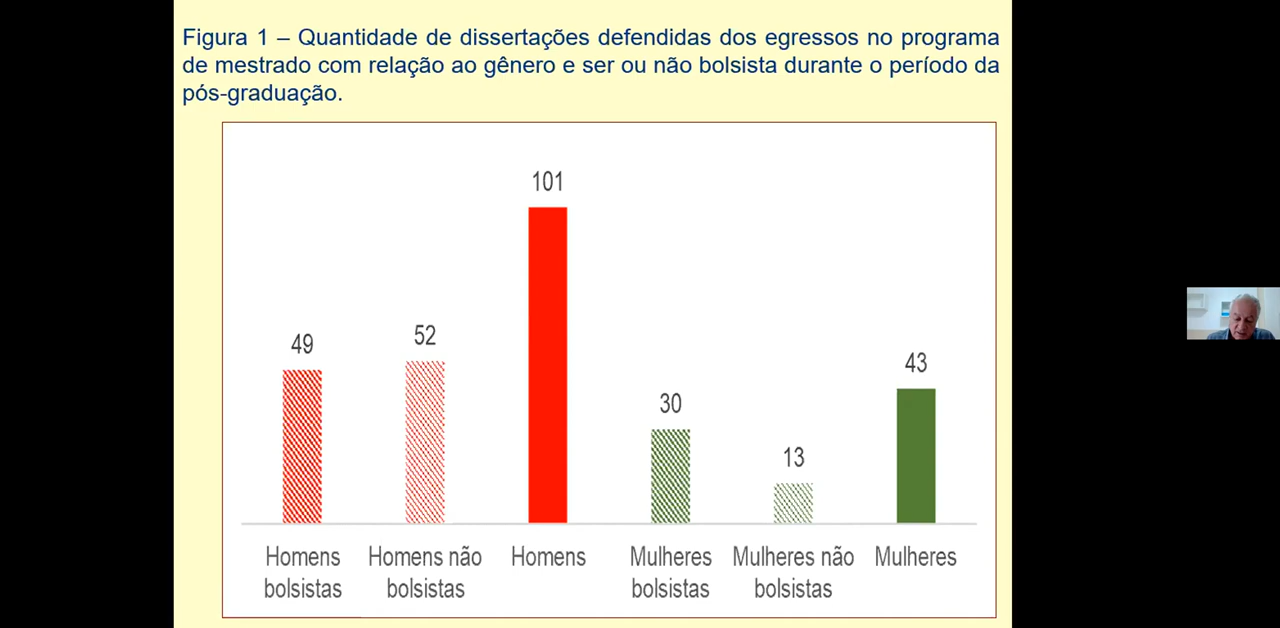 Figura 1 – Quantidade de dissertações defendidas dos egressos no programa
de mestrado com relação ao gênero e ser ou não bolsista durante o período da
pós-graduação.
101
52
49
43
30
13
Homens bolsistas
Homens não bolsistas
Homens
Mulheres bolsistas
Mulheres não bolsistas
Mulheres